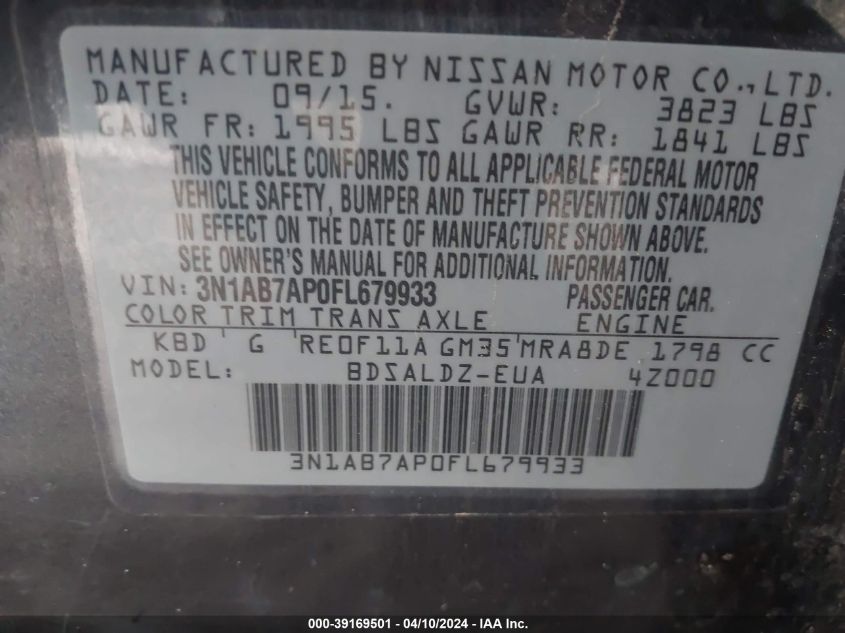 MANUFACTURED BY NISSAN MOTOR CO., LTD.
DATE: 09/15. GVWR: 3823 LBS
GAWR FR: 1995 LBS GAWR RR: 1841 LBS
THIS VEHICLE CONFORMS TO ALL APPLICABLE FEDERAL MOTOR
VEHICLE SAFETY, BUMPER AND THEFT PREVENTION STANDARDS
IN EFFECT ON THE DATE OF MANUFACTURE SHOWN ABOVE.
SEE OWNER'S MANUAL FOR ADDITIONAL INFORMATION.
VIN: 3N1AB7AP0FL679933 PASSENGER CAR.
COLOR TRIM TRANS AXLE ENGINE
KBD G RE0F11A GM35 MRA8DE 1798 CC
MODEL: BDSALDZ-EUA 4Z000
3N1AB7AP0FL679933
000-39169501 - 04/10/2024 - IAA Inc.